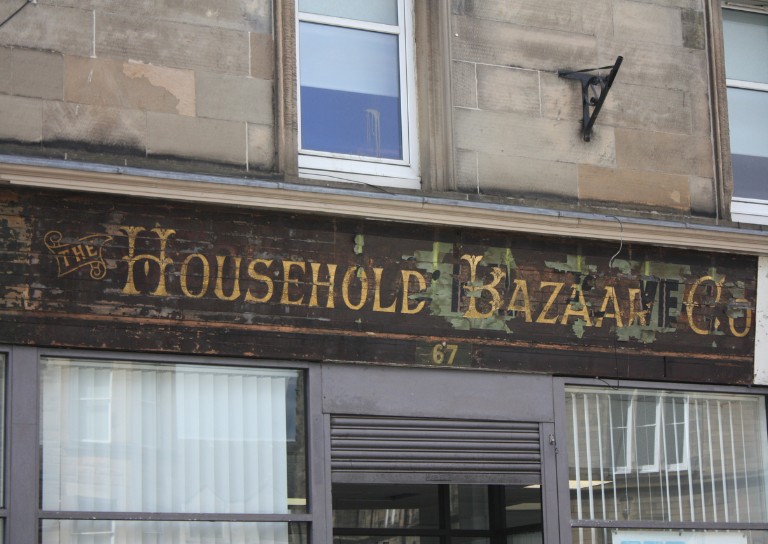 THE HOUSEHOLD BAZAAR Co
67